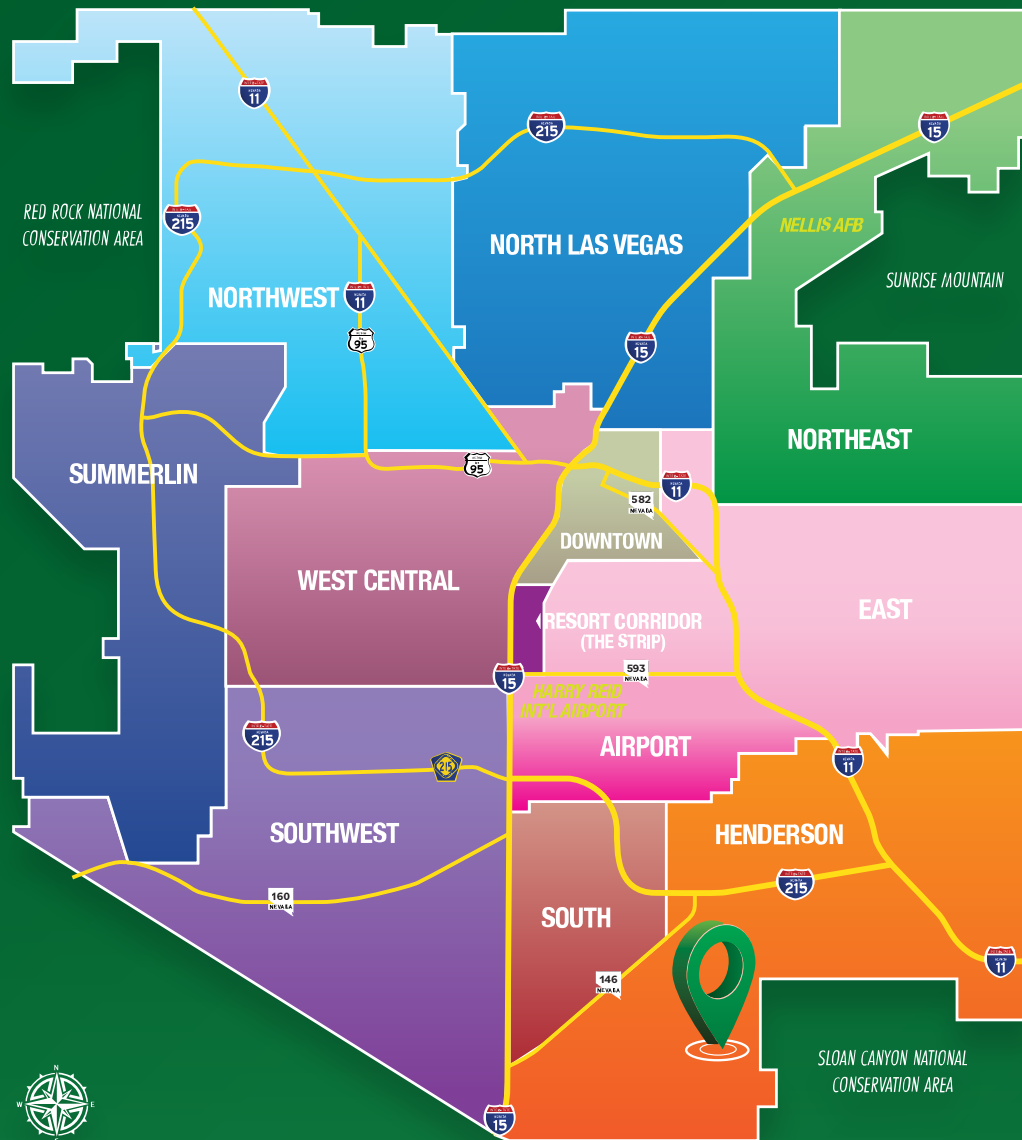 11
215
15
RED ROCK NATIONAL
CONSERVATION AREA
215
NELLIS AFB
NORTH LAS VEGAS
SUNRISE MOUNTAIN
NORTHWEST
11
95
15
NORTHEAST
SUMMERLIN
95
11
582
NEVADA
DOWNTOWN
WEST CENTRAL
EAST
RESORT CORRIDOR
(THE STRIP)
593
NEVADA
15
HARRY REID
INT'L AIRPORT
215
AIRPORT
11
215
SOUTHWEST
HENDERSON
215
160
NEVADA
SOUTH
11
146
NEVADA
SLOAN CANYON NATIONAL
CONSERVATION AREA
N
W
E
15